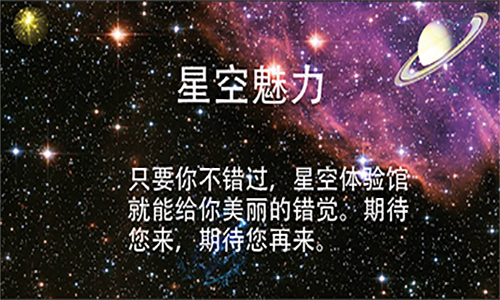 星空魅力
只要你不错过，星空体验馆
就能给你美丽的错觉。期待
您来，期待您再来。